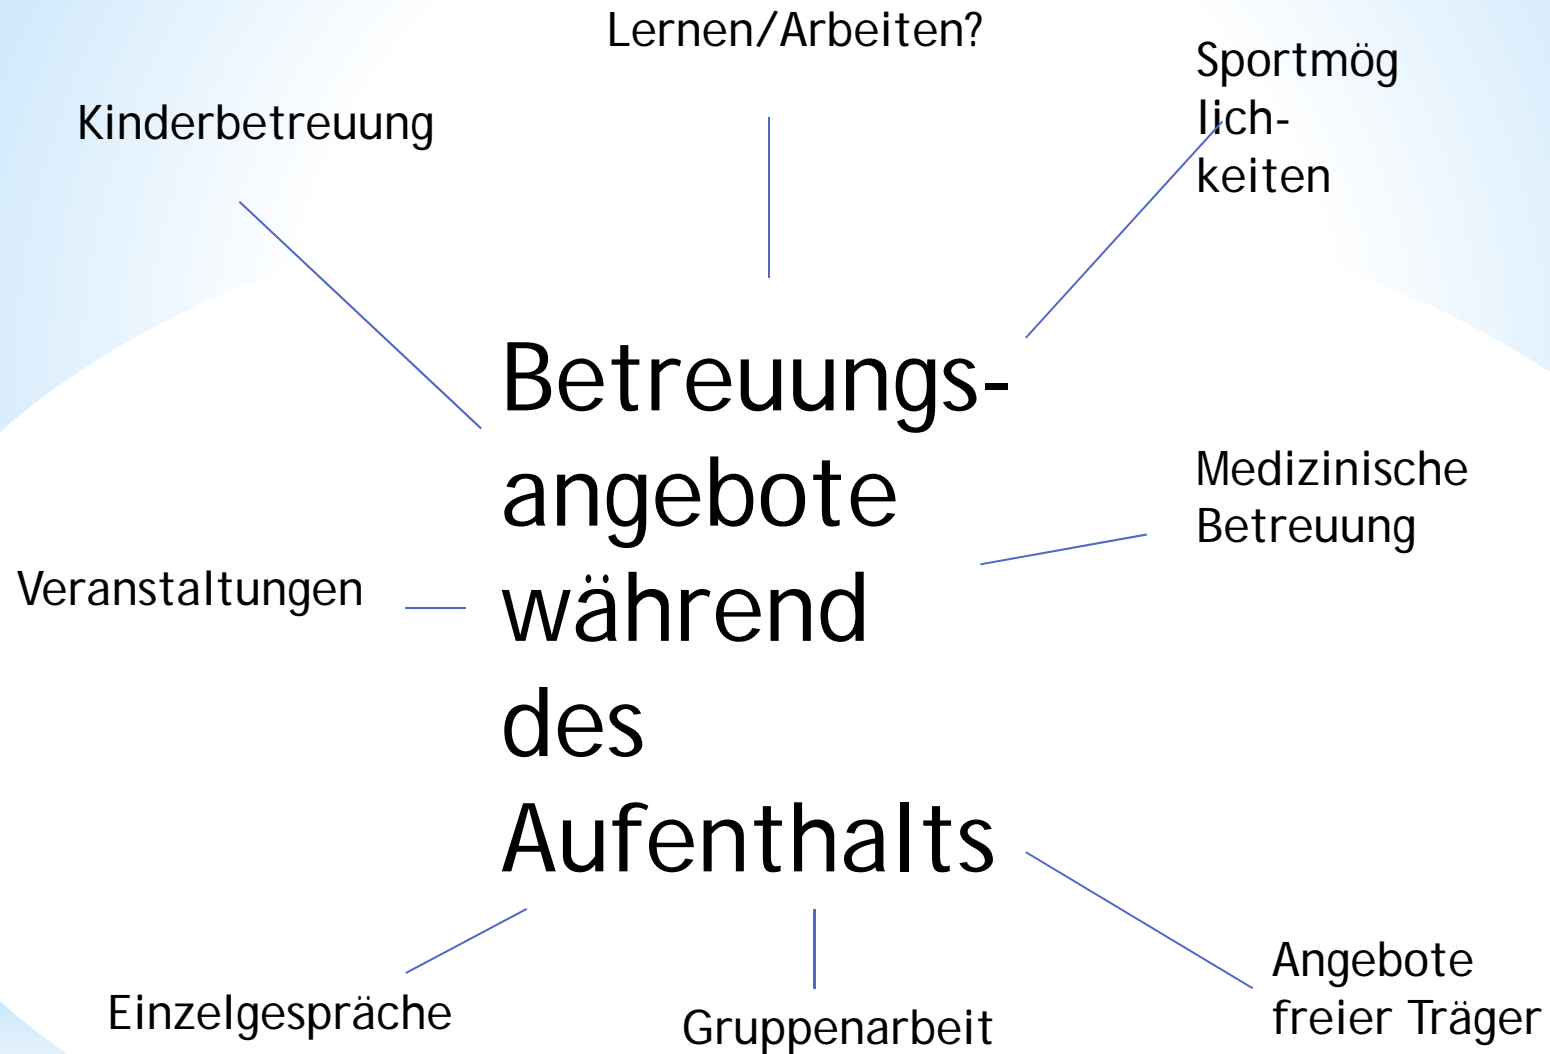 Lernen/Arbeiten?
Sportmög
lich-
keiten
Kinderbetreuung
Betreuungs-
angebote
während
des
Aufenthalts
Medizinische
Betreuung
Veranstaltungen
Angebote
freier Träger
Einzelgespräche
Gruppenarbeit